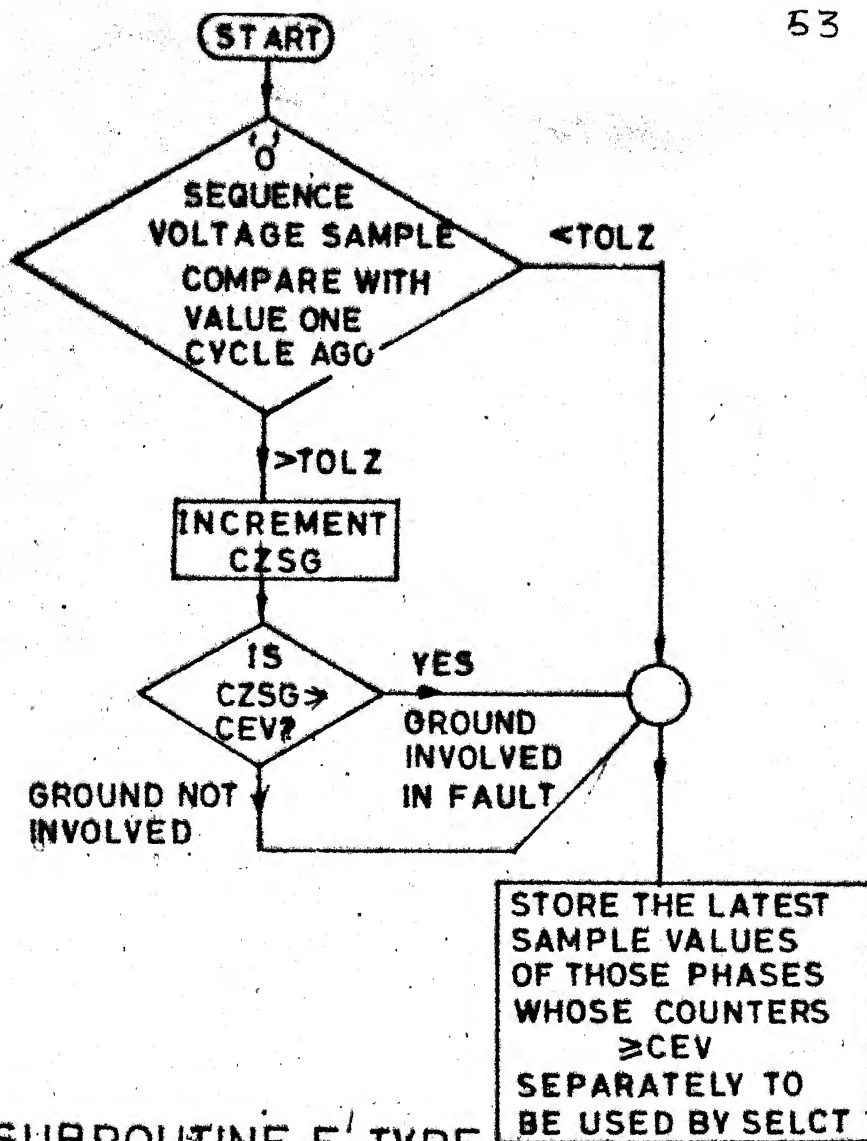 53
START
'0'
SEQUENCE
VOLTAGE SAMPLE
COMPARE WITH
VALUE ONE
CYCLE AGO
<TOLZ
>TOLZ
INCREMENT
CZSG
IS
CZSG⩾
CEV?
YES
GROUND
INVOLVED
IN FAULT
GROUND NOT
INVOLVED
STORE THE LATEST
SAMPLE VALUES
OF THOSE PHASES
WHOSE COUNTERS
⩾CEV
SEPARATELY TO
BE USED BY SELCT
SUBROUTINE F' TYPE